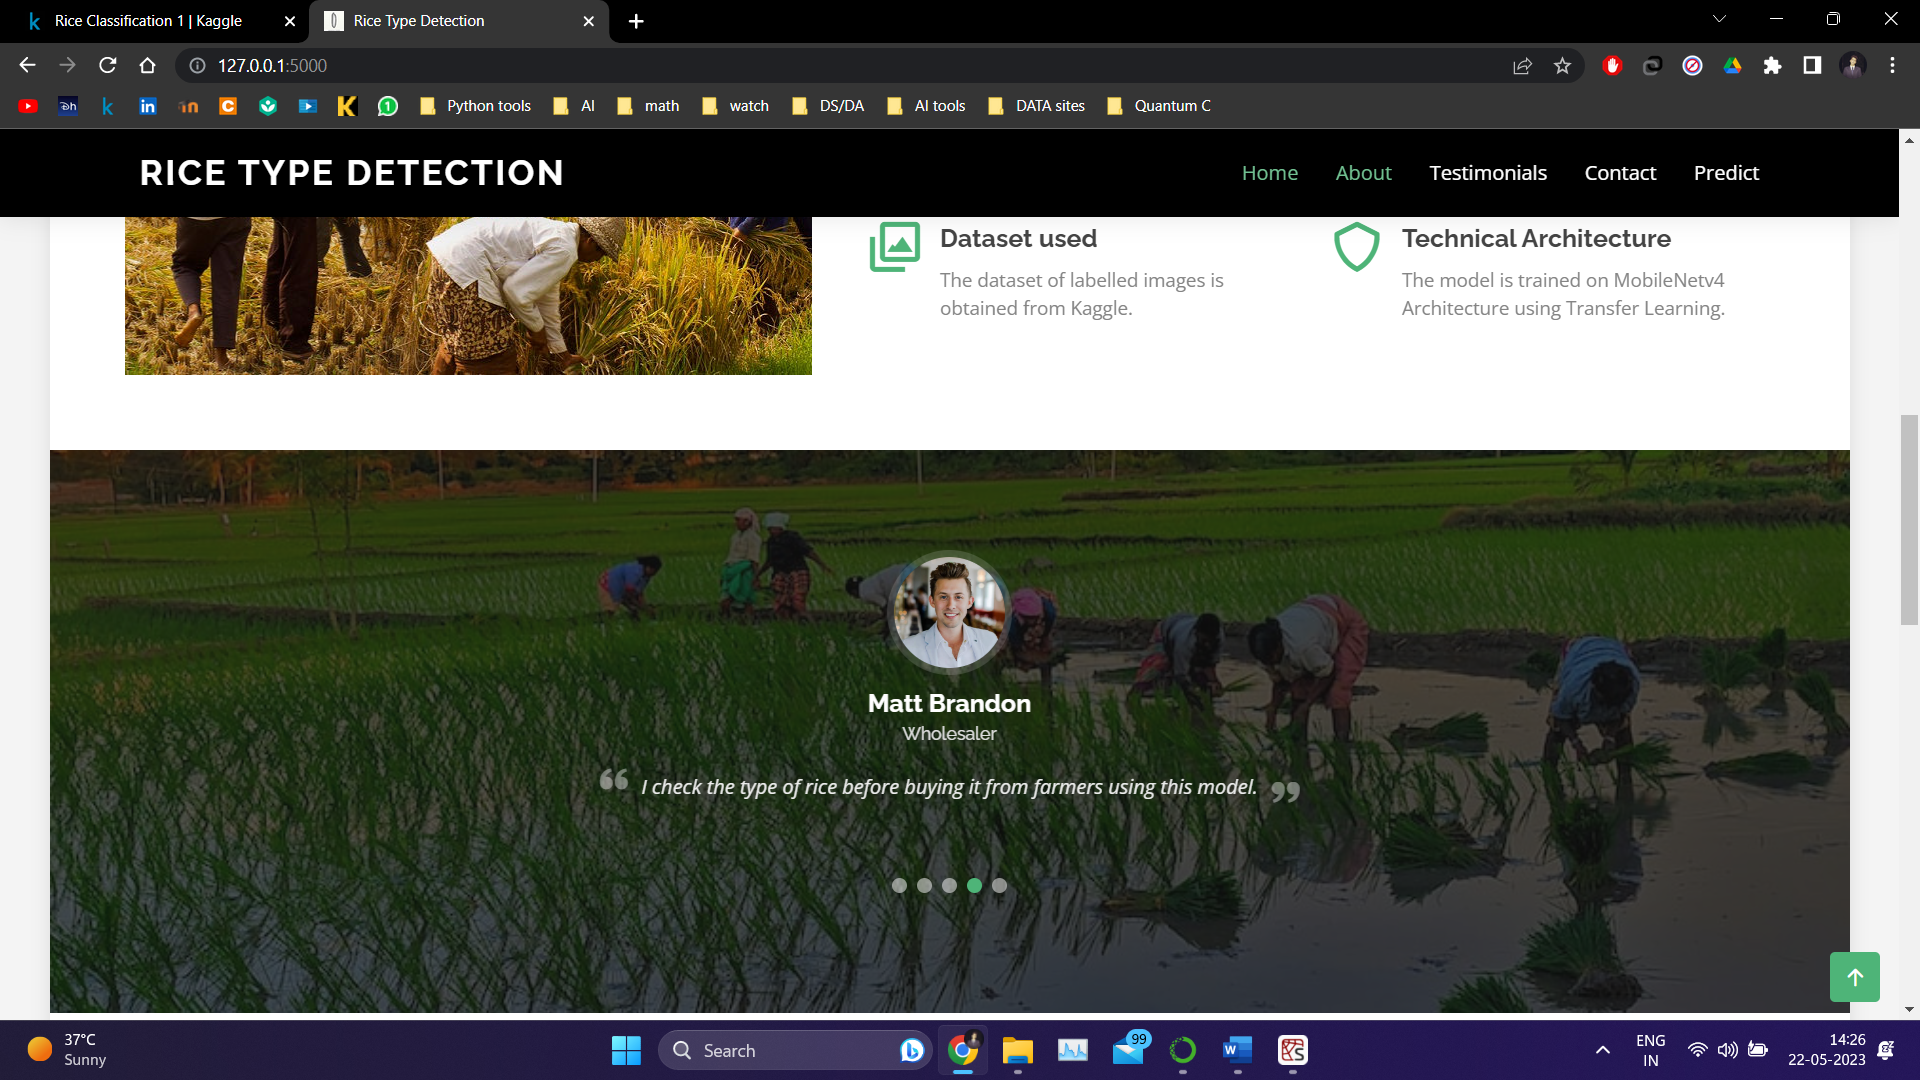 Rice Classification 1 | Kaggle
Rice Type Detection
127.0.0.1:5000
Python tools
AI
math
watch
DS/DA
AI tools
DATA sites
Quantum C
RICE TYPE DETECTION
Home
About
Testimonials
Contact
Predict
Dataset used
The dataset of labelled images is
obtained from Kaggle.
Technical Architecture
The model is trained on MobileNetv4
Architecture using Transfer Learning.
Matt Brandon
Wholesaler
“ I check the type of rice before buying it from farmers using this model. ”
37°C
Sunny
Search
99
ENG
IN
14:26
22-05-2023